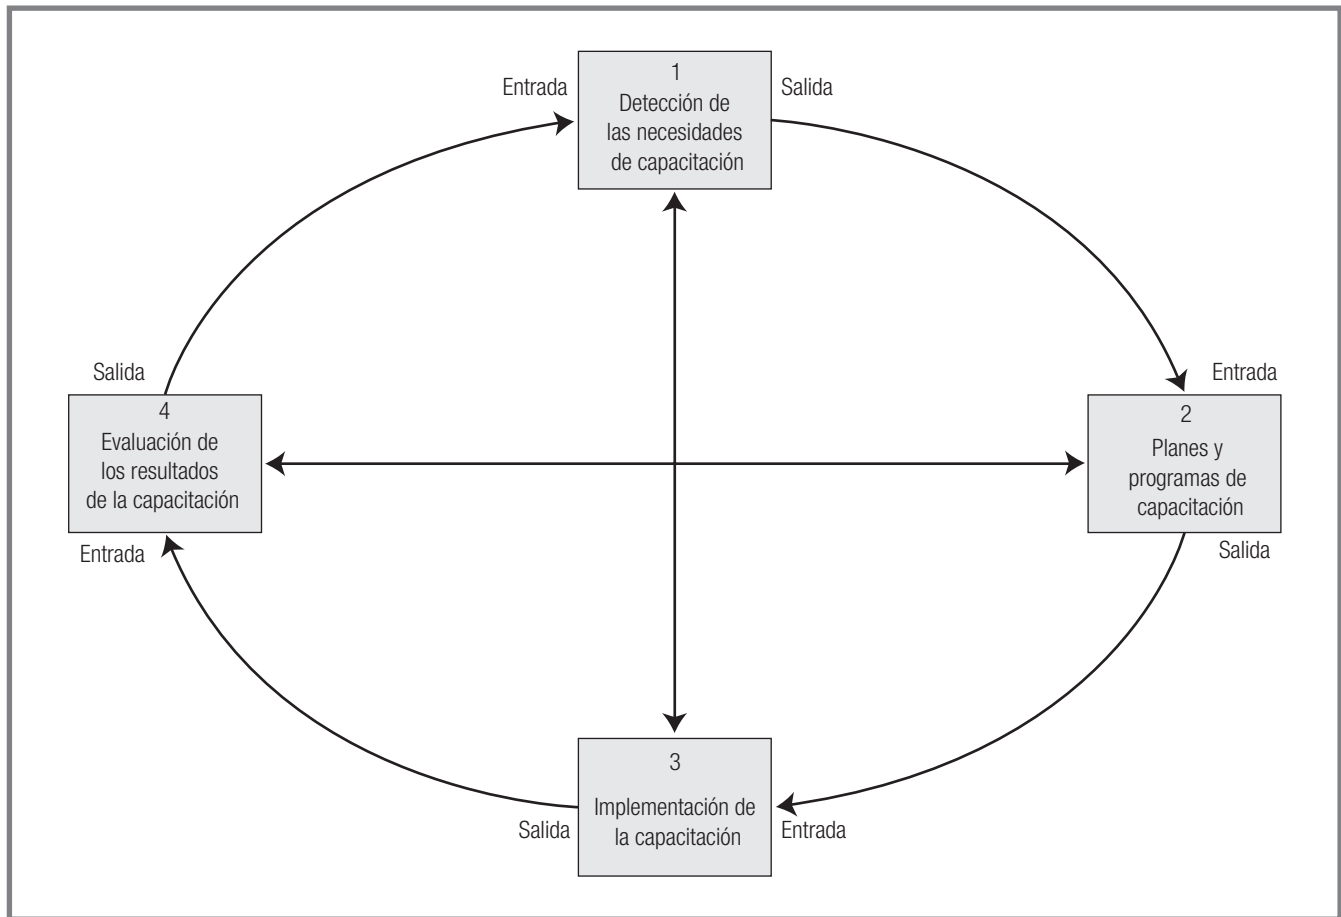 1
Entrada
Salida
Detección de
las necesidades
de capacitación
Salida
Entrada
4
Evaluación de
los resultados
de la capacitación
2
Planes y
programas de
capacitación
Entrada
Salida
3
Implementación de
la capacitación
Salida
Entrada